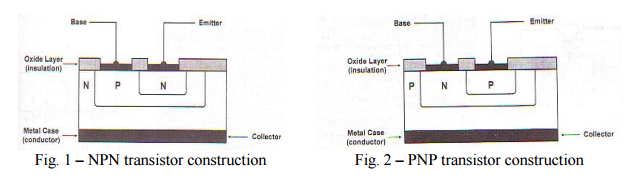 Base
Emitter
Oxide Layer
(insulation)
N
P
N
Metal Case
(conductor)
Collector
Fig. 1 – NPN transistor construction
Base
Emitter
Oxide Layer
(insulation)
P
N
P
Metal Case
(conductor)
Collector
Fig. 2 – PNP transistor construction